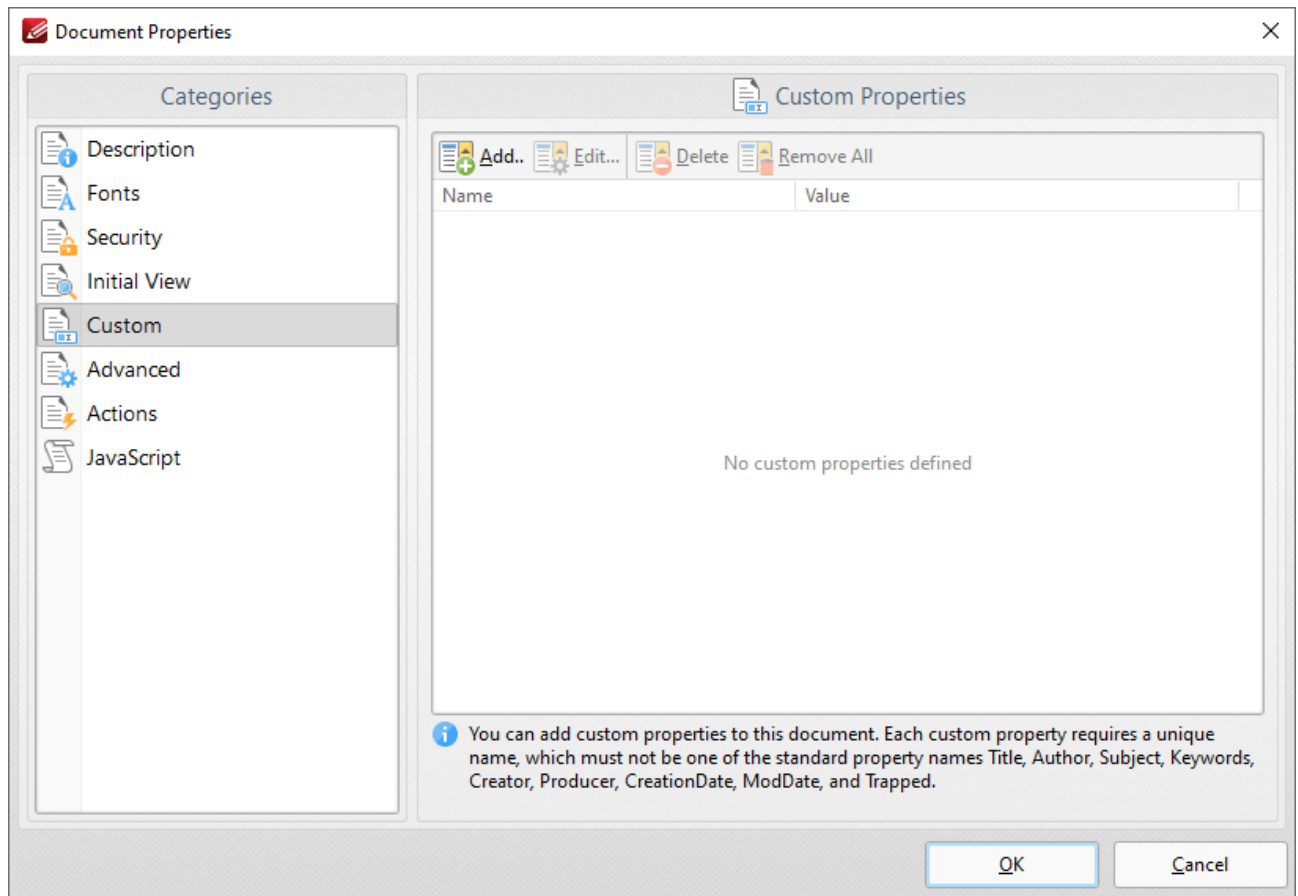 Document Properties
Categories
Description
Fonts
Security
Initial View
Custom
Advanced
Actions
JavaScript
Custom Properties
Add.. Edit... Delete Remove All
Name Value
No custom properties defined
You can add custom properties to this document. Each custom property requires a unique
name, which must not be one of the standard property names Title, Author, Subject, Keywords,
Creator, Producer, CreationDate, ModDate, and Trapped.
OK Cancel